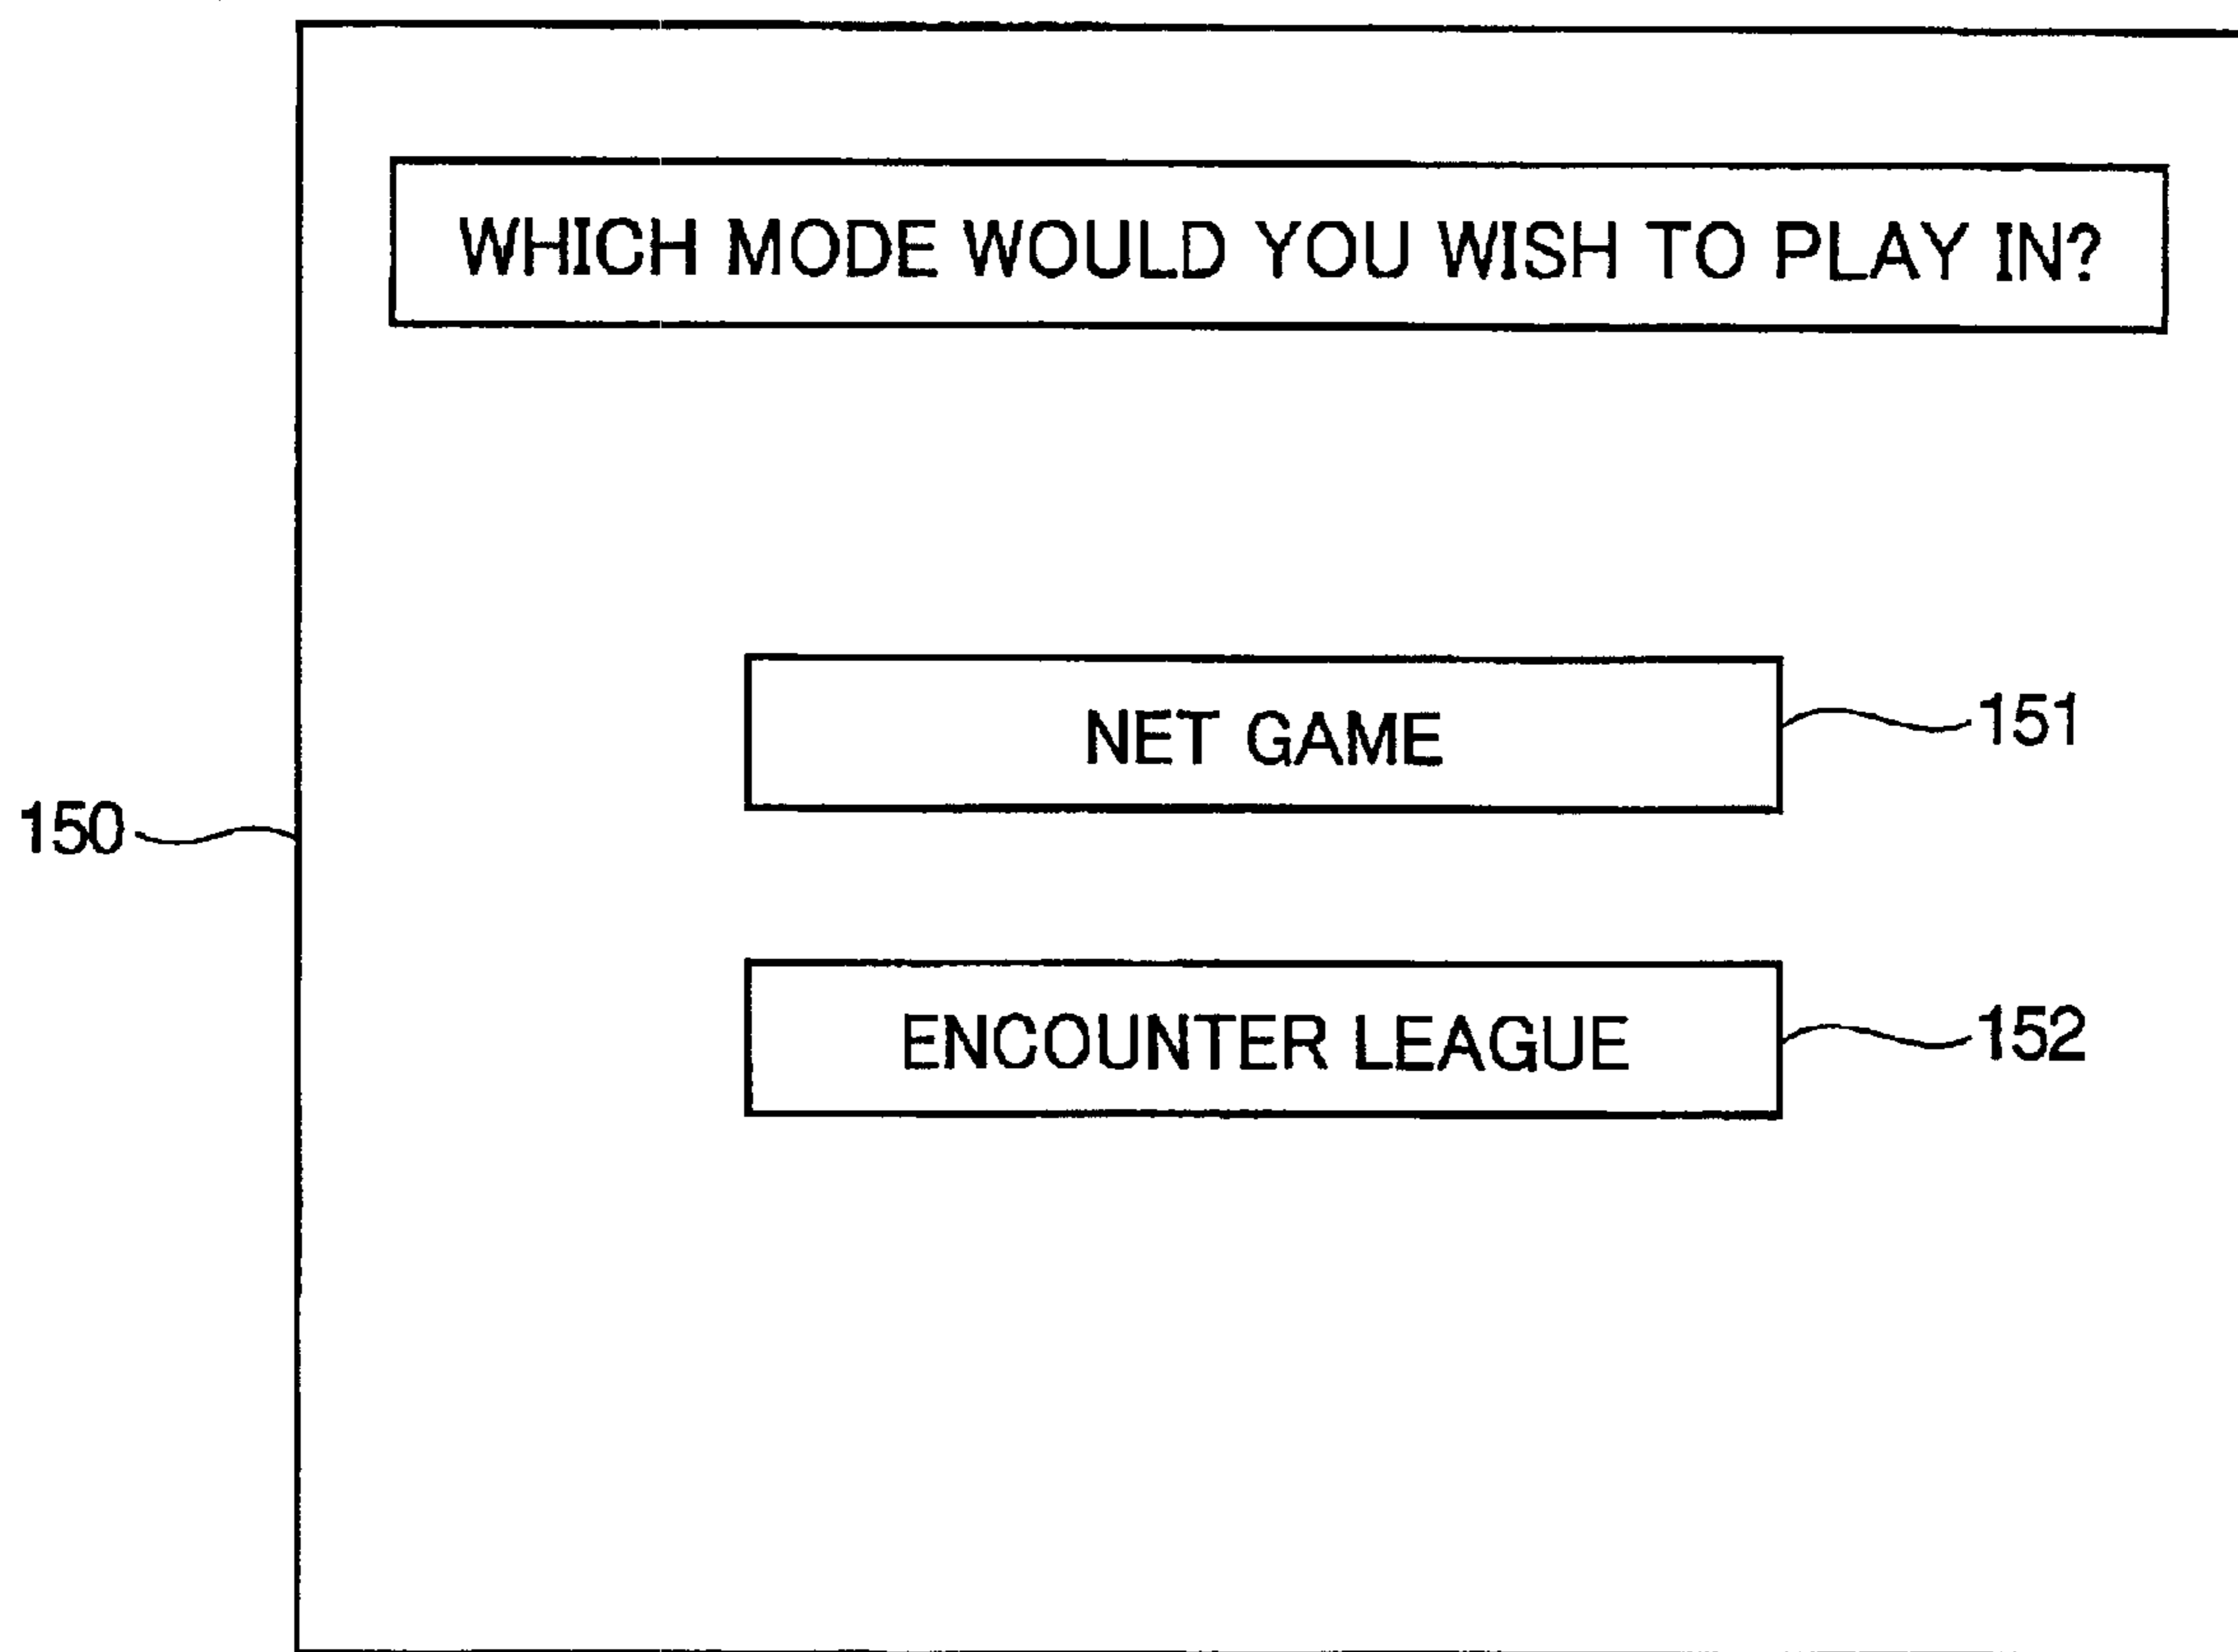 WHICH MODE WOULD YOU WISH TO PLAY IN?
NET GAME
151
150
ENCOUNTER LEAGUE
152